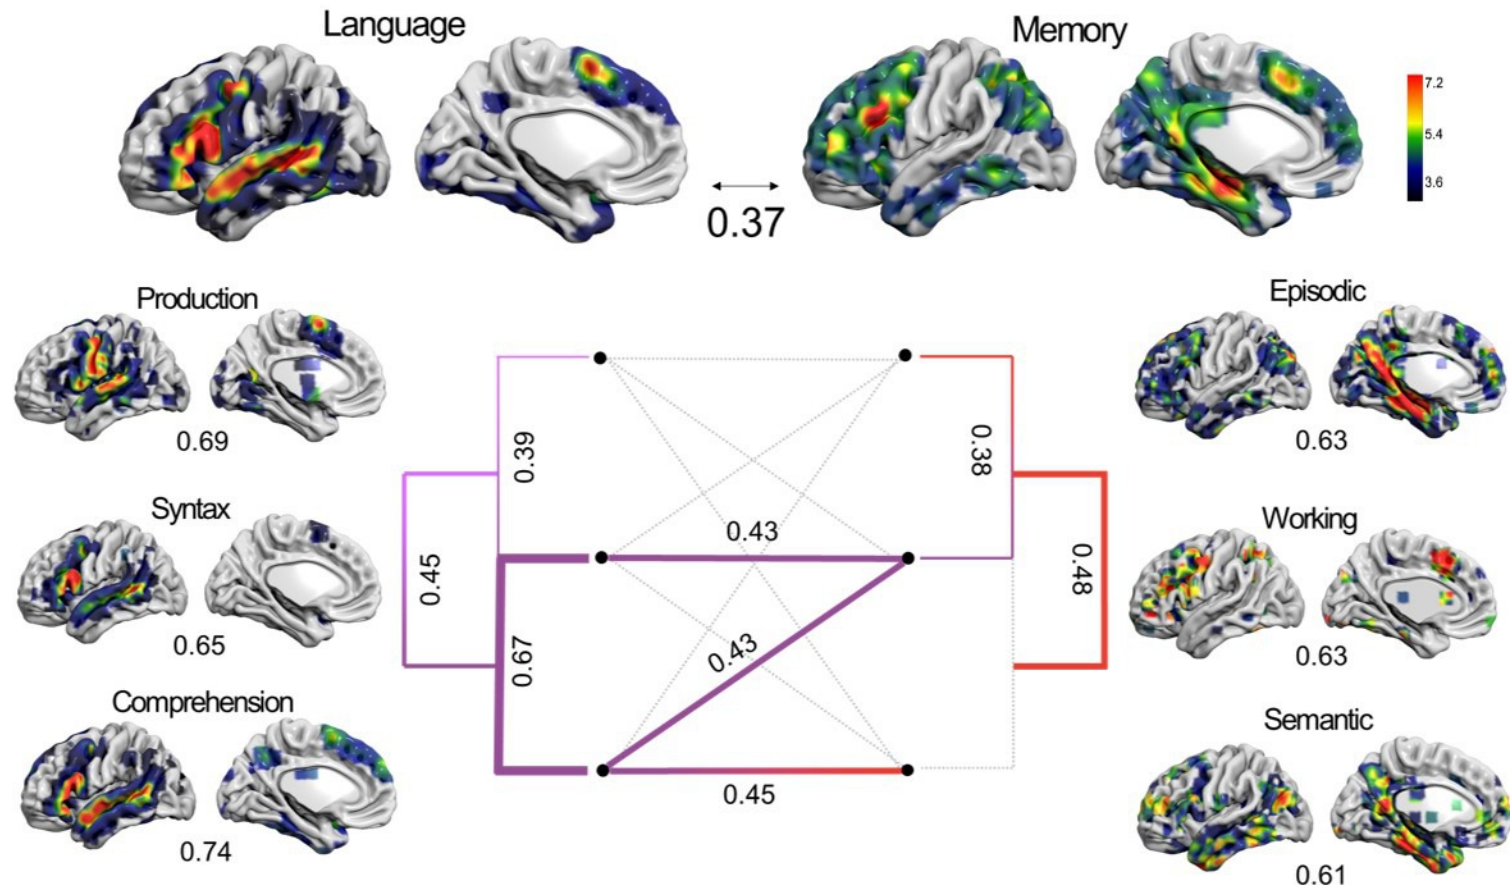 Language
Memory
7.2
5.4
3.6
0.37
Production
0.69
Syntax
0.65
Comprehension
0.74
0.39
0.45
0.67
0.43
0.43
0.45
0.38
0.48
Episodic
0.63
Working
0.63
Semantic
0.61